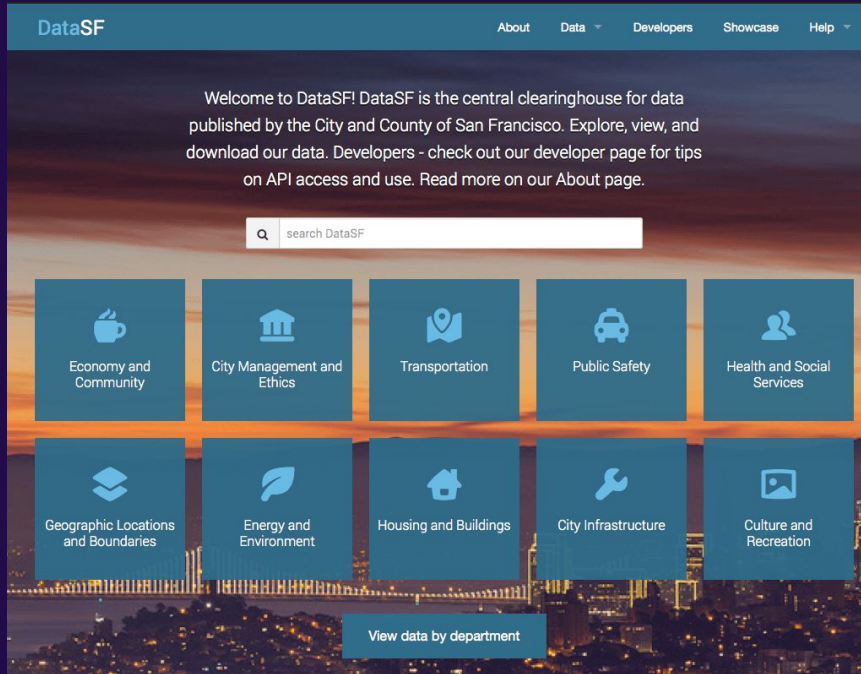 DataSF
About
Data
Developers
Showcase
Help
Welcome to DataSF! DataSF is the central clearinghouse for data
published by the City and County of San Francisco. Explore, view, and
download our data. Developers - check out our developer page for tips
on API access and use. Read more on our About page.
search DataSF
Economy and
Community
City Management and
Ethics
Transportation
Public Safety
Health and Social
Services
Geographic Locations
and Boundaries
Energy and
Environment
Housing and Buildings
City Infrastructure
Culture and
Recreation
View data by department